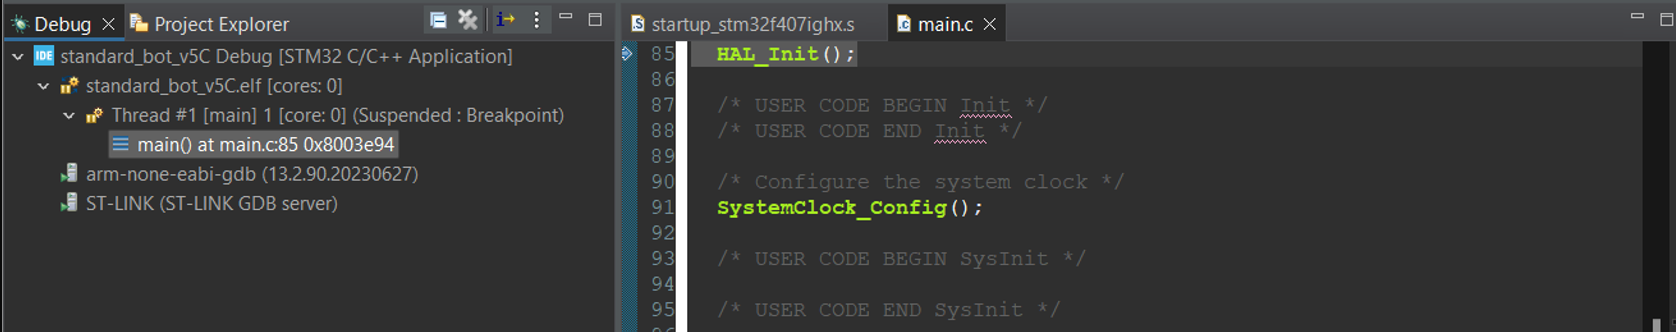 Debug
Project Explorer
IDE standard_bot_v5C Debug [STM32 C/C++ Application]
standard_bot_v5C.elf [cores: 0]
Thread #1 [main] 1 [core: 0] (Suspended : Breakpoint)
main() at main.c:85 0x8003e94
arm-none-eabi-gdb (13.2.90.20230627)
ST-LINK (ST-LINK GDB server)
startup_stm32f407ighx.s
main.c
85 HAL_Init();
86
87 /* USER CODE BEGIN Init */
88 /* USER CODE END Init */
89
90 /* Configure the system clock */
91 SystemClock_Config();
92
93 /* USER CODE BEGIN SysInit */
94
95 /* USER CODE END SysInit */